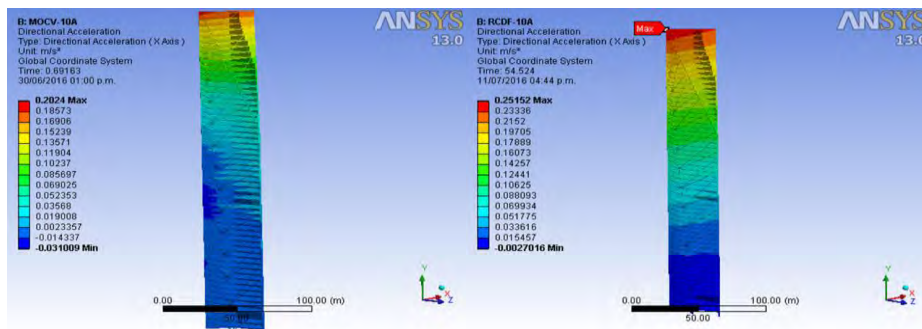 B: MOCV-10A
Directional Acceleration
Type: Directional Acceleration ( X Axis )
Unit: m/s²
Global Coordinate System
Time: 0.69163
30/06/2016 01:00 p.m.
0.2024 Max
0.18573
0.16906
0.15239
0.13571
0.11904
0.10237
0.085697
0.069025
0.052353
0.03568
0.019008
0.0023357
-0.014337
-0.031009 Min
ANSYS
13.0
0.00
100.00 (m)
50.00
Y
X
Z
B: RCDF-10A
Directional Acceleration
Type: Directional Acceleration ( X Axis )
Unit: m/s²
Global Coordinate System
Time: 54.524
11/07/2016 04:44 p.m.
0.25152 Max
0.23336
0.2152
0.19705
0.17889
0.16073
0.14257
0.12441
0.10625
0.088093
0.069934
0.051775
0.033616
0.015457
-0.0027016 Min
Max
ANSYS
13.0
0.00
100.00 (m)
50.00
Y
X
Z